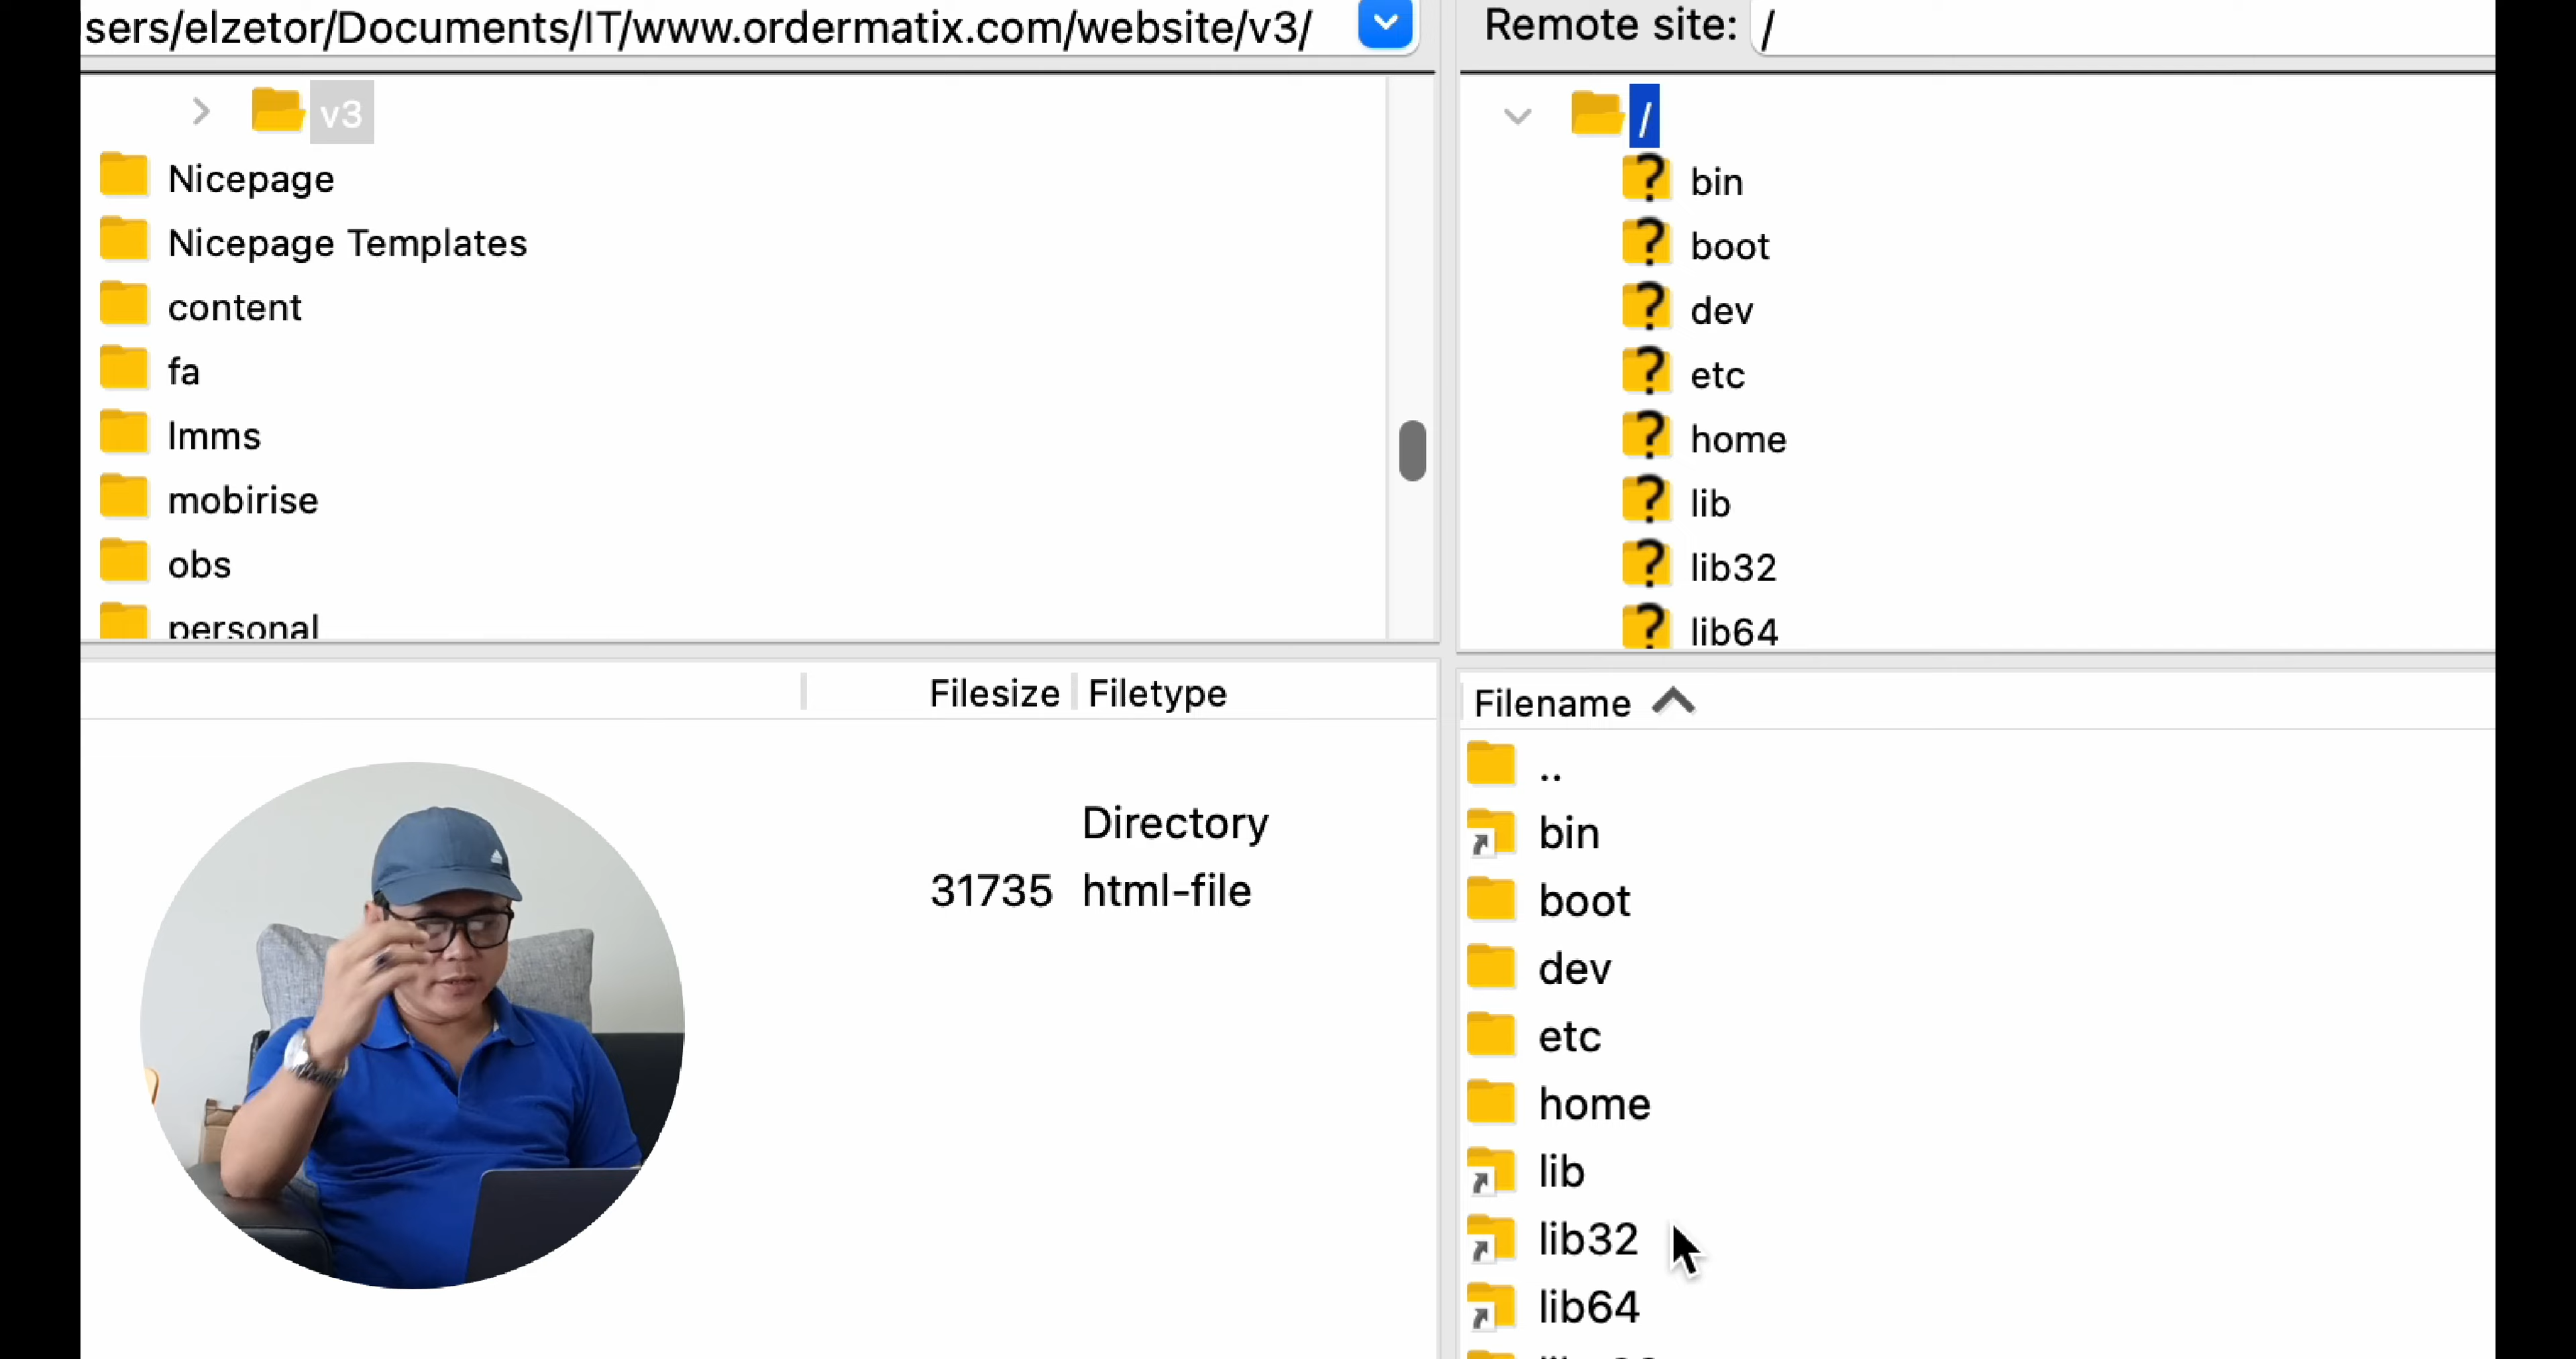 sers/elzetor/Documents/IT/www.ordermatix.com/website/v3/
v3
Nicepage
Nicepage Templates
content
fa
lmms
mobirise
obs
personal
Filesize Filetype
Directory
31735 html-file
Remote site: /
/
bin
boot
dev
etc
home
lib
lib32
lib64
Filename
..
bin
boot
dev
etc
home
lib
lib32
lib64